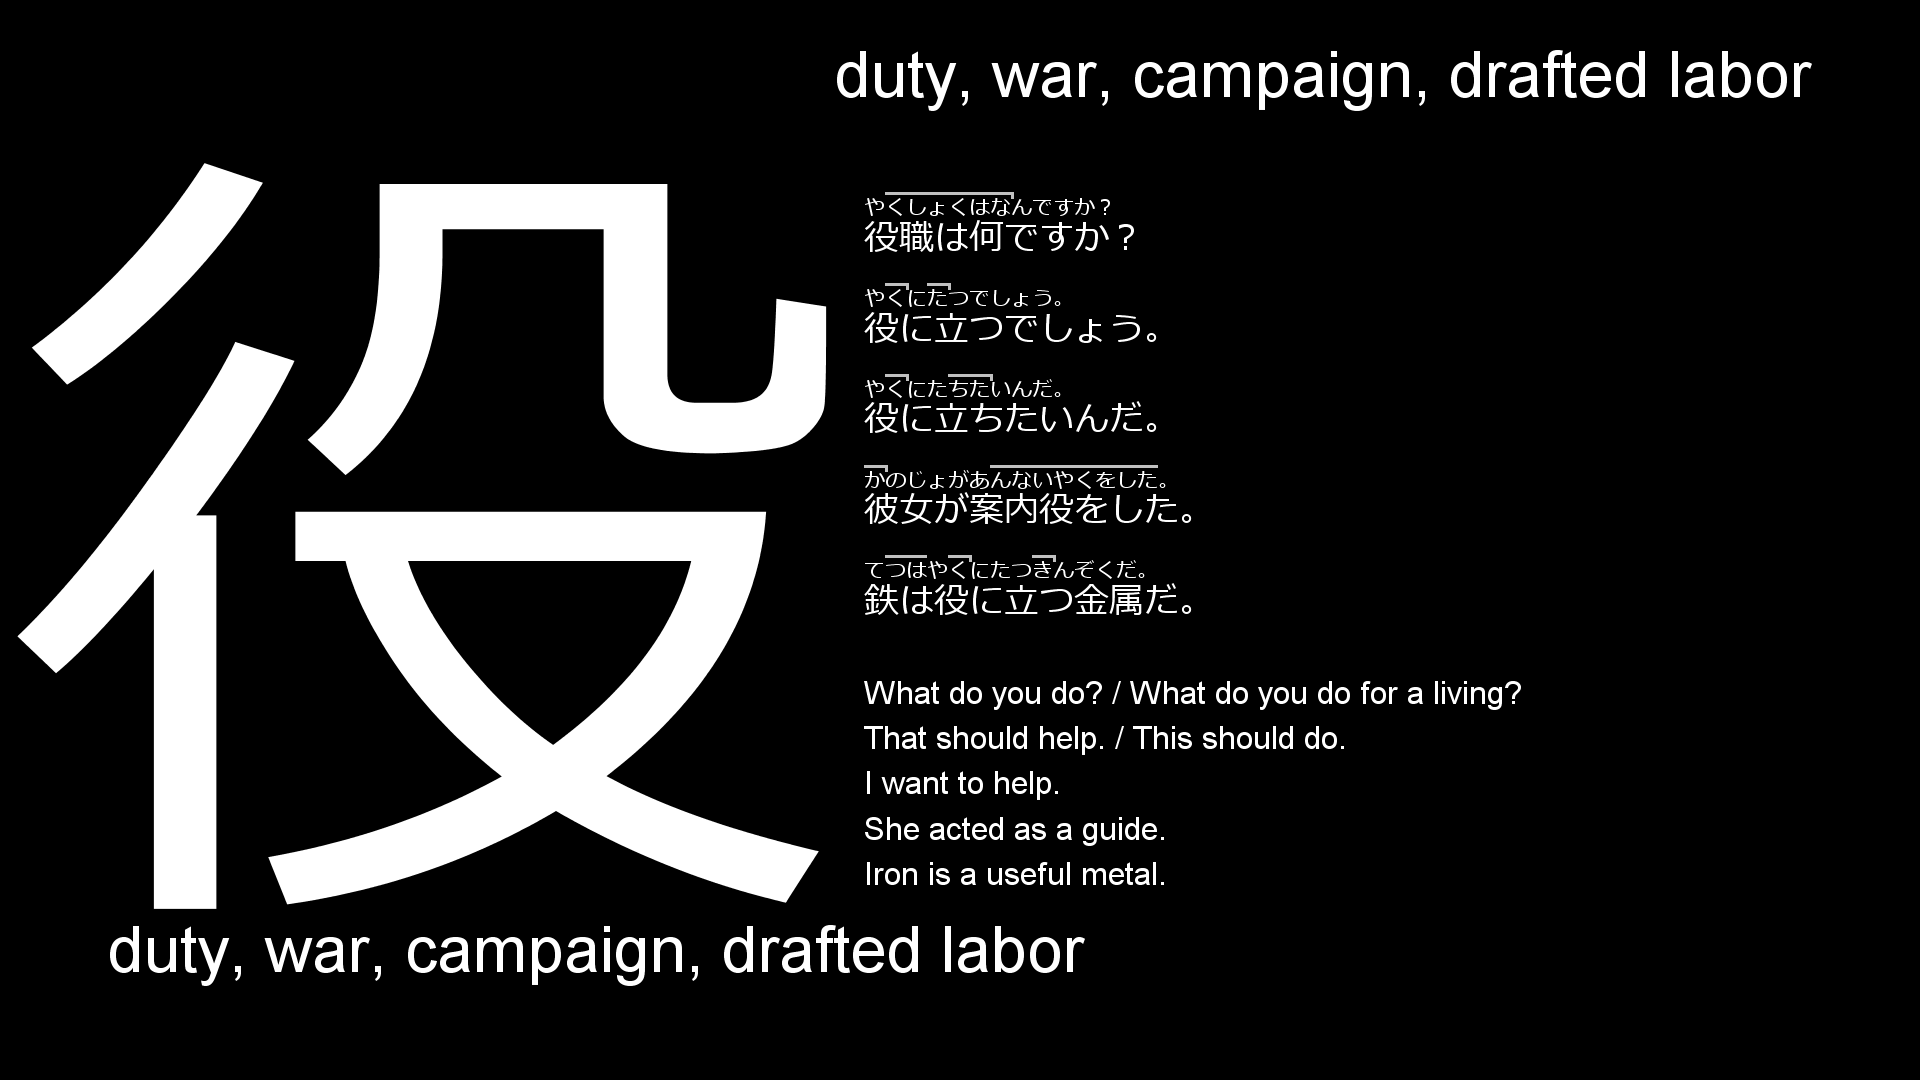 duty, war, campaign, drafted labor
役
やくしょくはなんですか？
役職は何ですか？
やくにたつでしょう。
役に立つでしょう。
やくにたちたいんだ。
役に立ちたいんだ。
かのじょがあんないやくをした。
彼女が案内役をした。
てつはやくにたつきんぞくだ。
鉄は役に立つ金属だ。
What do you do? / What do you do for a living?
That should help. / This should do.
I want to help.
She acted as a guide.
Iron is a useful metal.
duty, war, campaign, drafted labor